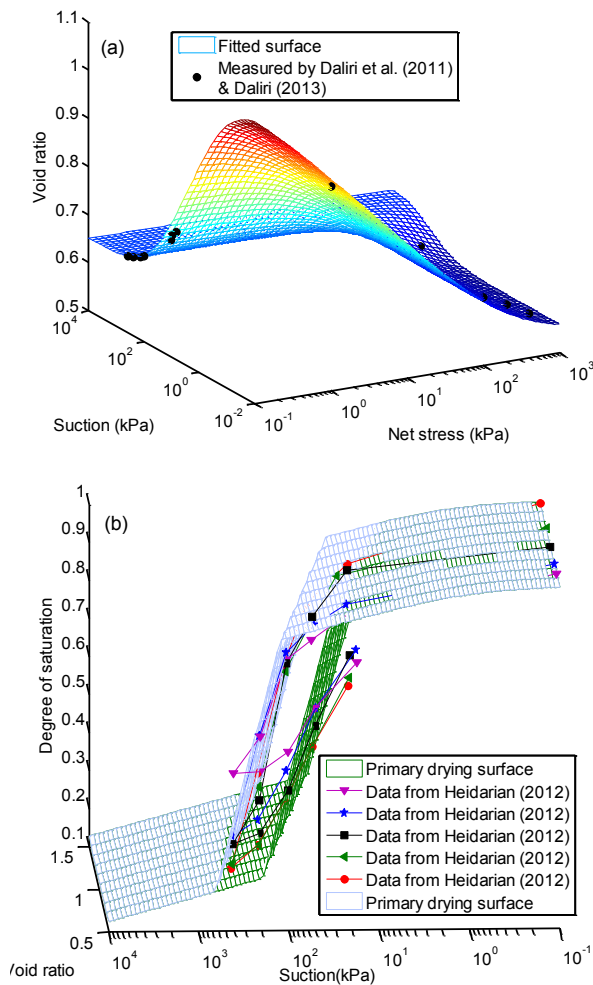 1.1
(a)
Fitted surface
Measured by Daliri et al. (2011)
& Daliri (2013)
1
0.9
0.8
0.7
0.6
0.5
Void ratio
10^4
10^2
10^0
10^-2
Suction (kPa)
10^-1
10^0
10^1
10^2
10^3
Net stress (kPa)
1
(b)
0.9
0.8
0.7
0.6
0.5
0.4
0.3
0.2
0.1
Degree of saturation
Primary drying surface
Data from Heidarian (2012)
Data from Heidarian (2012)
Data from Heidarian (2012)
Data from Heidarian (2012)
Data from Heidarian (2012)
Primary drying surface
1.5
1
0.5
10^4
10^3
10^2
10^1
10^0
10^-1
/oid ratio
Suction(kPa)